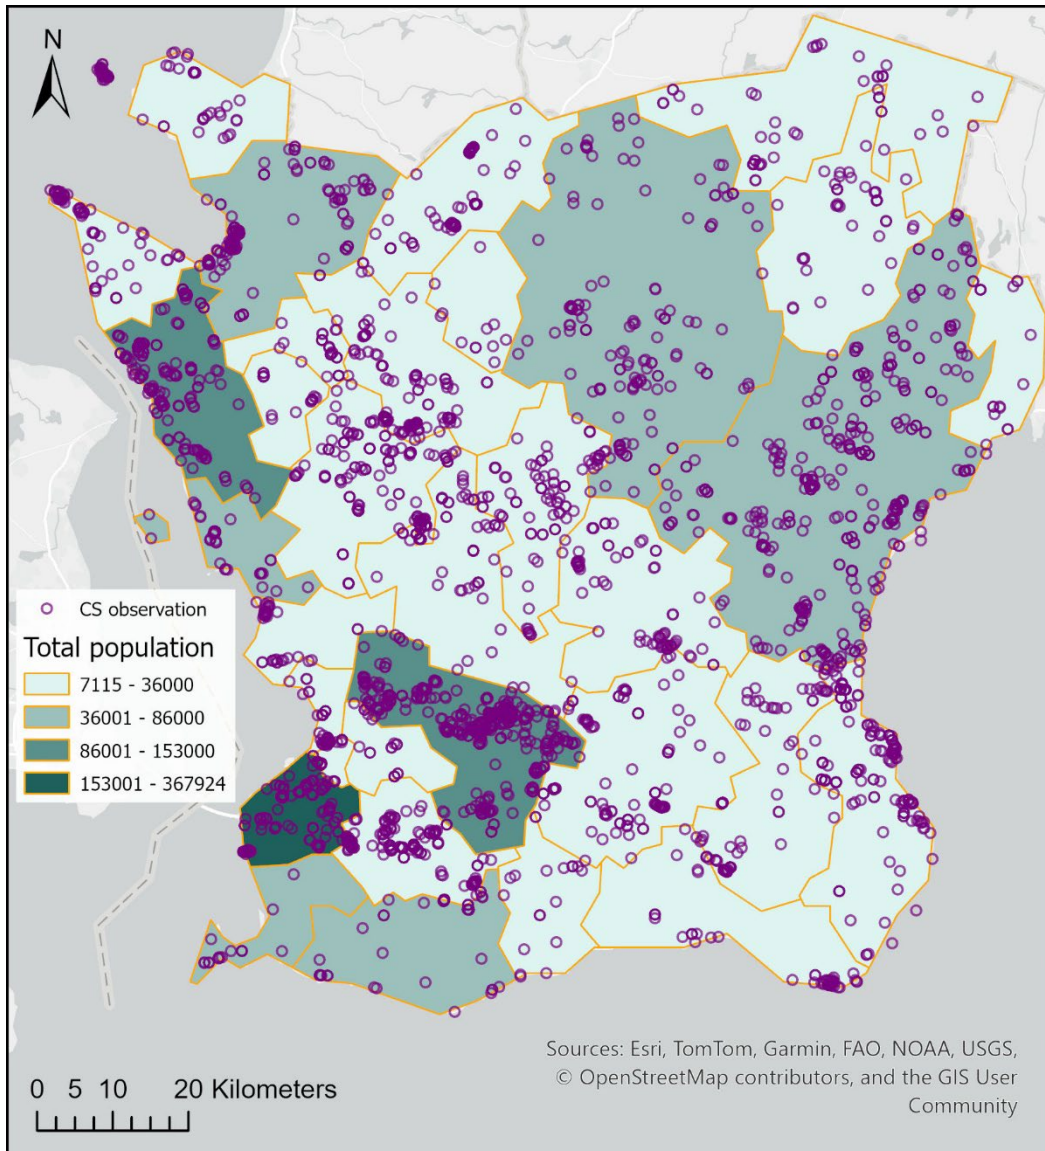 N
CS observation
Total population
7115 - 36000
36001 - 86000
86001 - 153000
153001 - 367924
Sources: Esri, TomTom, Garmin, FAO, NOAA, USGS,
© OpenStreetMap contributors, and the GIS User
Community
0 5 10 20 Kilometers